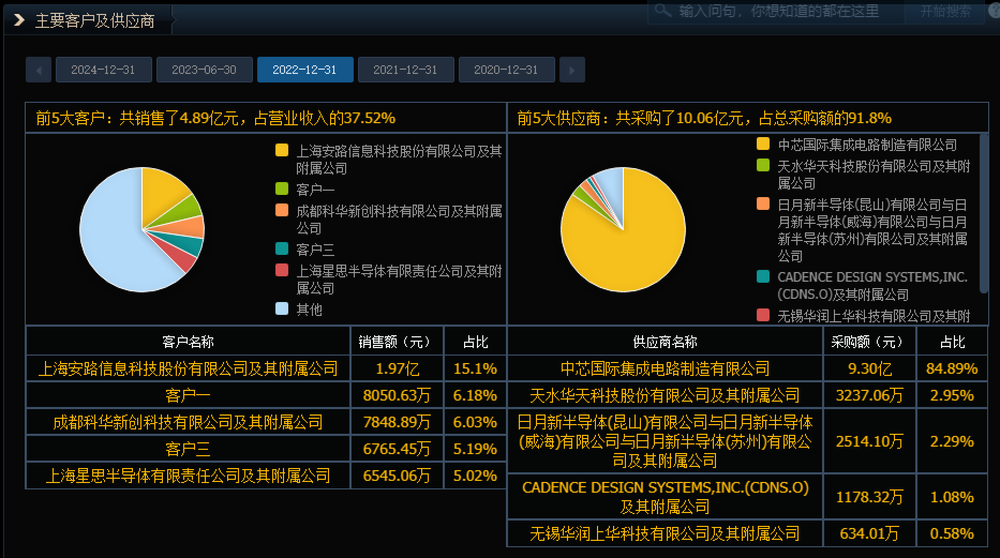 主要客户及供应商
输入问句，你想知道的都在这里
开始搜索
?
2024-12-31
2023-06-30
2022-12-31
2021-12-31
2020-12-31
前5大客户：共销售了4.89亿元，占营业收入的37.52%
上海安路信息科技股份有限公司及其
附属公司
客户一
成都科华新创科技有限公司及其附属
公司
客户三
上海星思半导体有限责任公司及其附
属公司
其他
前5大供应商：共采购了10.06亿元，占总采购额的91.8%
中芯国际集成电路制造有限公司
天水华天科技股份有限公司及其附
属公司
日月新半导体(昆山)有限公司与日
月新半导体(威海)有限公司与日月
新半导体(苏州)有限公司及其附属
公司
CADENCE DESIGN SYSTEMS,INC.
(CDNS.O)及其附属公司
无锡华润上华科技有限公司及其附
客户名称 销售额（元） 占比
上海安路信息科技股份有限公司及其附属公司 1.97亿 15.1%
客户一 8050.63万 6.18%
成都科华新创科技有限公司及其附属公司 7848.89万 6.03%
客户三 6765.45万 5.19%
上海星思半导体有限责任公司及其附属公司 6545.06万 5.02%
供应商名称 采购额（元） 占比
中芯国际集成电路制造有限公司 9.30亿 84.89%
天水华天科技股份有限公司及其附属公司 3237.06万 2.95%
日月新半导体(昆山)有限公司与日月新半导体
(威海)有限公司与日月新半导体(苏州)有限公
司及其附属公司
2514.10万 2.29%
CADENCE DESIGN SYSTEMS,INC.(CDNS.O)
及其附属公司
1178.32万 1.08%
无锡华润上华科技有限公司及其附属公司 634.01万 0.58%